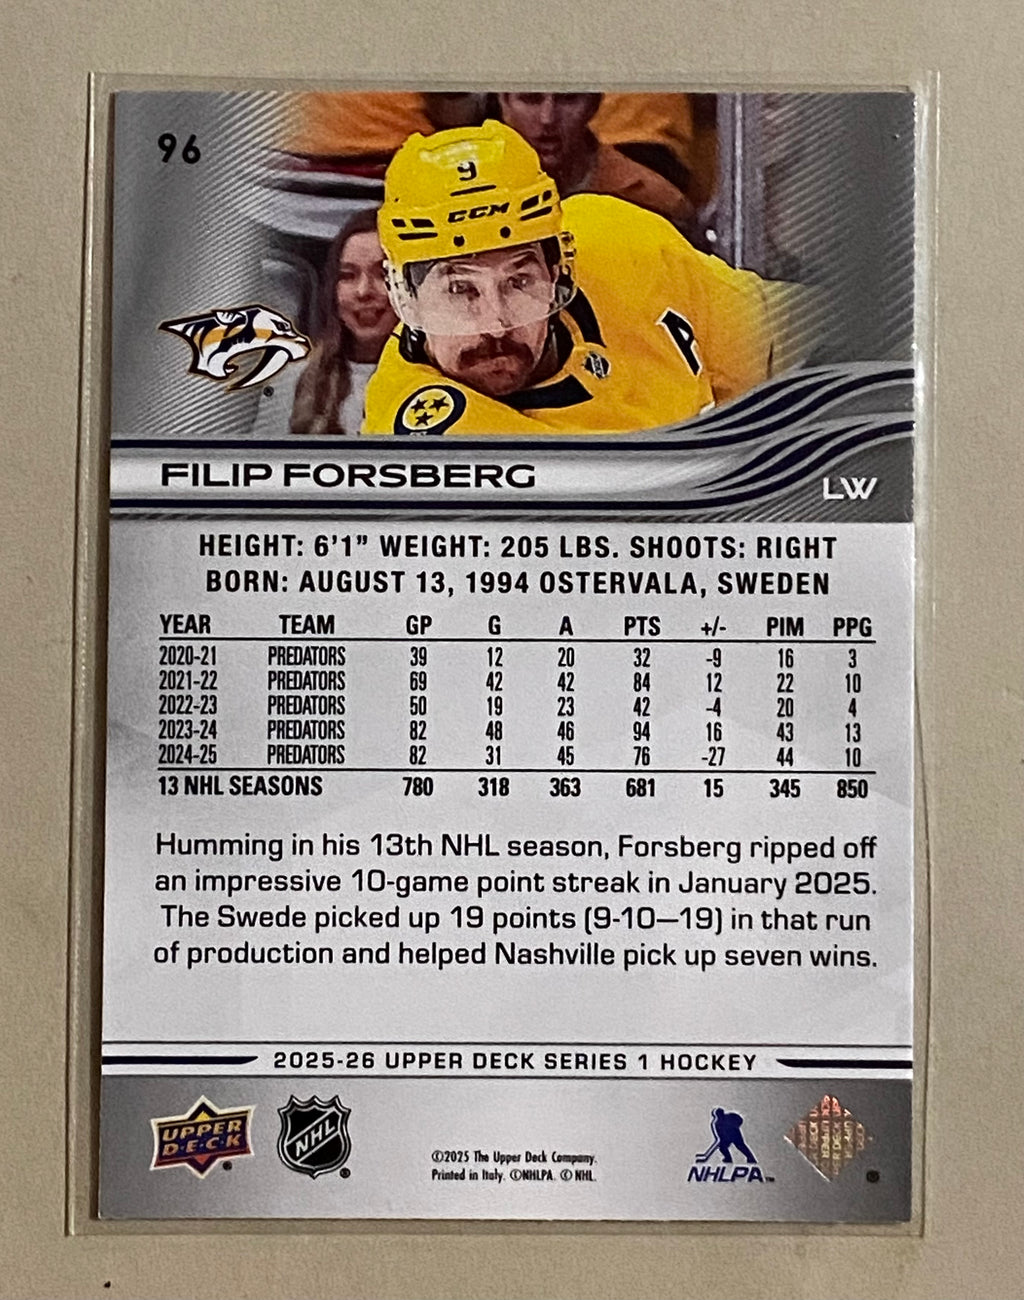 96
9
CCM
A
FILIP FORSBERG
LW
HEIGHT: 6'1" WEIGHT: 205 LBS. SHOOTS: RIGHT
BORN: AUGUST 13, 1994 OSTERVALA, SWEDEN
YEAR TEAM GP G A PTS +/- PIM PPG
2020-21 PREDATORS 39 12 20 32 -9 16 3
2021-22 PREDATORS 69 42 42 84 12 22 10
2022-23 PREDATORS 50 19 23 42 -4 20 4
2023-24 PREDATORS 82 48 46 94 16 43 13
2024-25 PREDATORS 82 31 45 76 -27 44 10
13 NHL SEASONS 780 318 363 681 15 345 850
Humming in his 13th NHL season, Forsberg ripped off
an impressive 10-game point streak in January 2025.
The Swede picked up 19 points (9-10—19) in that run
of production and helped Nashville pick up seven wins.
2025-26 UPPER DECK SERIES 1 HOCKEY
UPPER
D·E·C·K
®
NHL
®
©2025 The Upper Deck Company.
Printed in Italy. ©NHLPA. © NHL.
NHLPA™
®